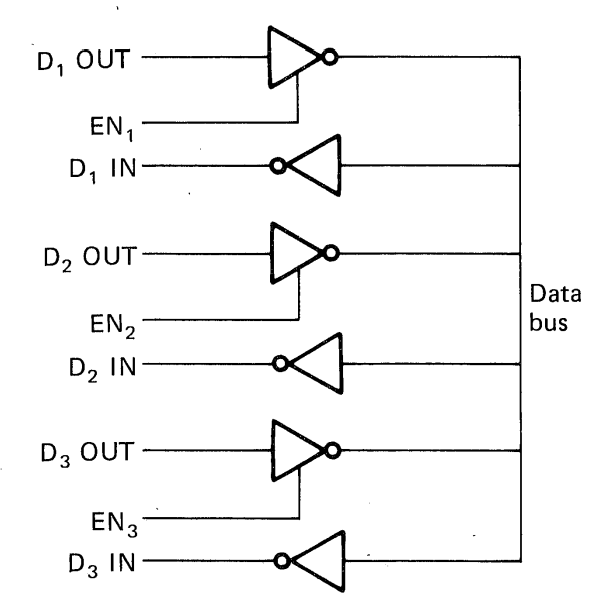 D₁ OUT
EN₁
D₁ IN
D₂ OUT
EN₂
D₂ IN
Data
bus
D₃ OUT
EN₃
D₃ IN